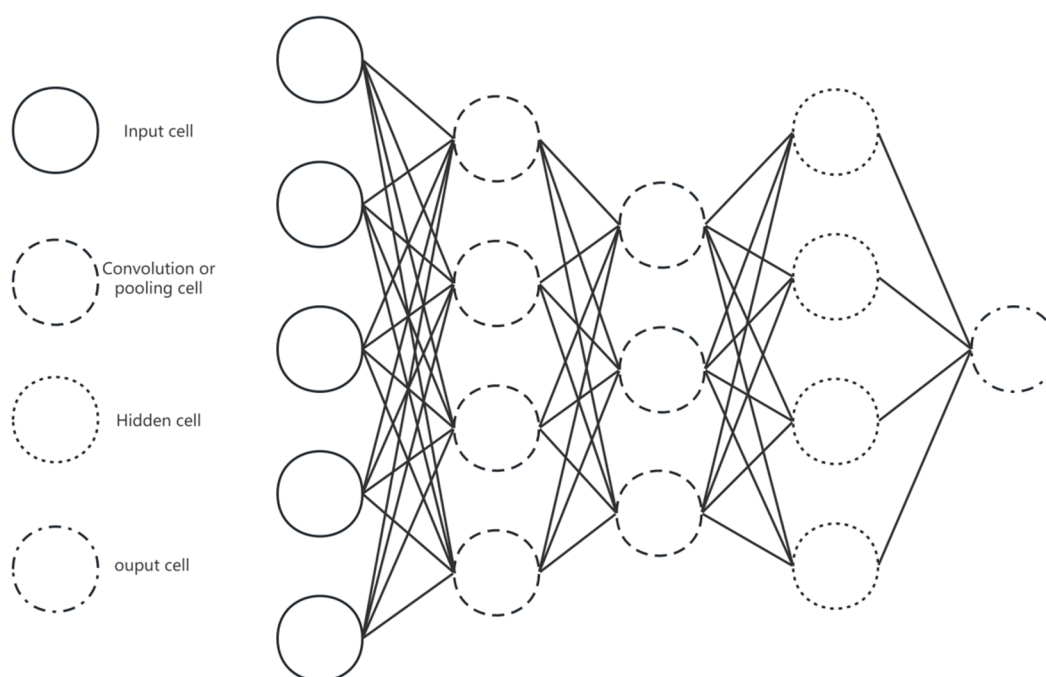 Input cell
Convolution or
pooling cell
Hidden cell
ouput cell